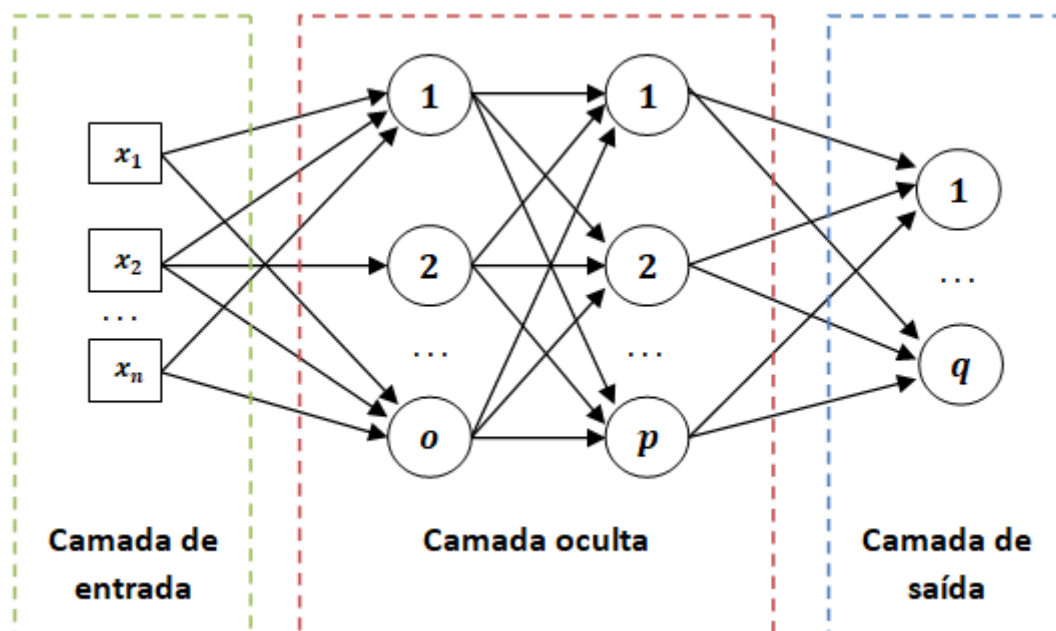 x₁
x₂
...
xₙ
1
2
...
o
1
2
...
p
1
...
q
Camada de
entrada
Camada oculta
Camada de
saída